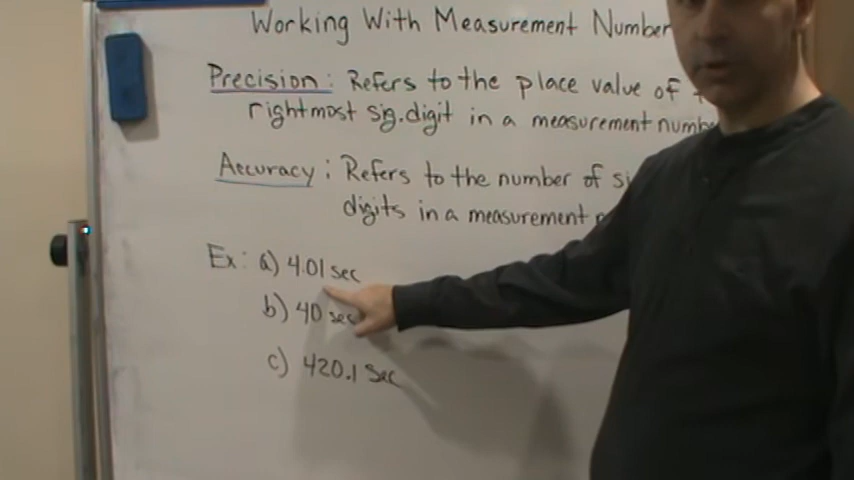 Working With Measurement Number
Precision: Refers to the place value of
rightmost sig.digit in a measurement numb
Accuracy: Refers to the number of si
digits in a measurement
Ex: a) 4.01 sec
b) 40 sec
c) 420.1 Sec